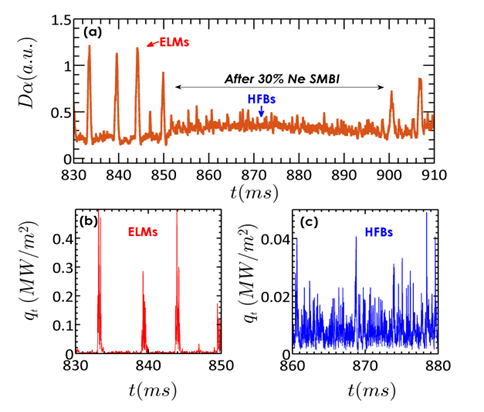 (a)
ELMs
After 30% Ne SMBI
HFBs
Dα(a.u.)
1.5
1
0.5
0
830 840 850 860 870 880 890 900 910
t(ms)
(b)
ELMs
q_t (MW/m²)
0.4
0.3
0.2
0.1
0
830 840 850
t(ms)
(c)
HFBs
q_t (MW/m²)
0.04
0.02
0
860 870 880
t(ms)